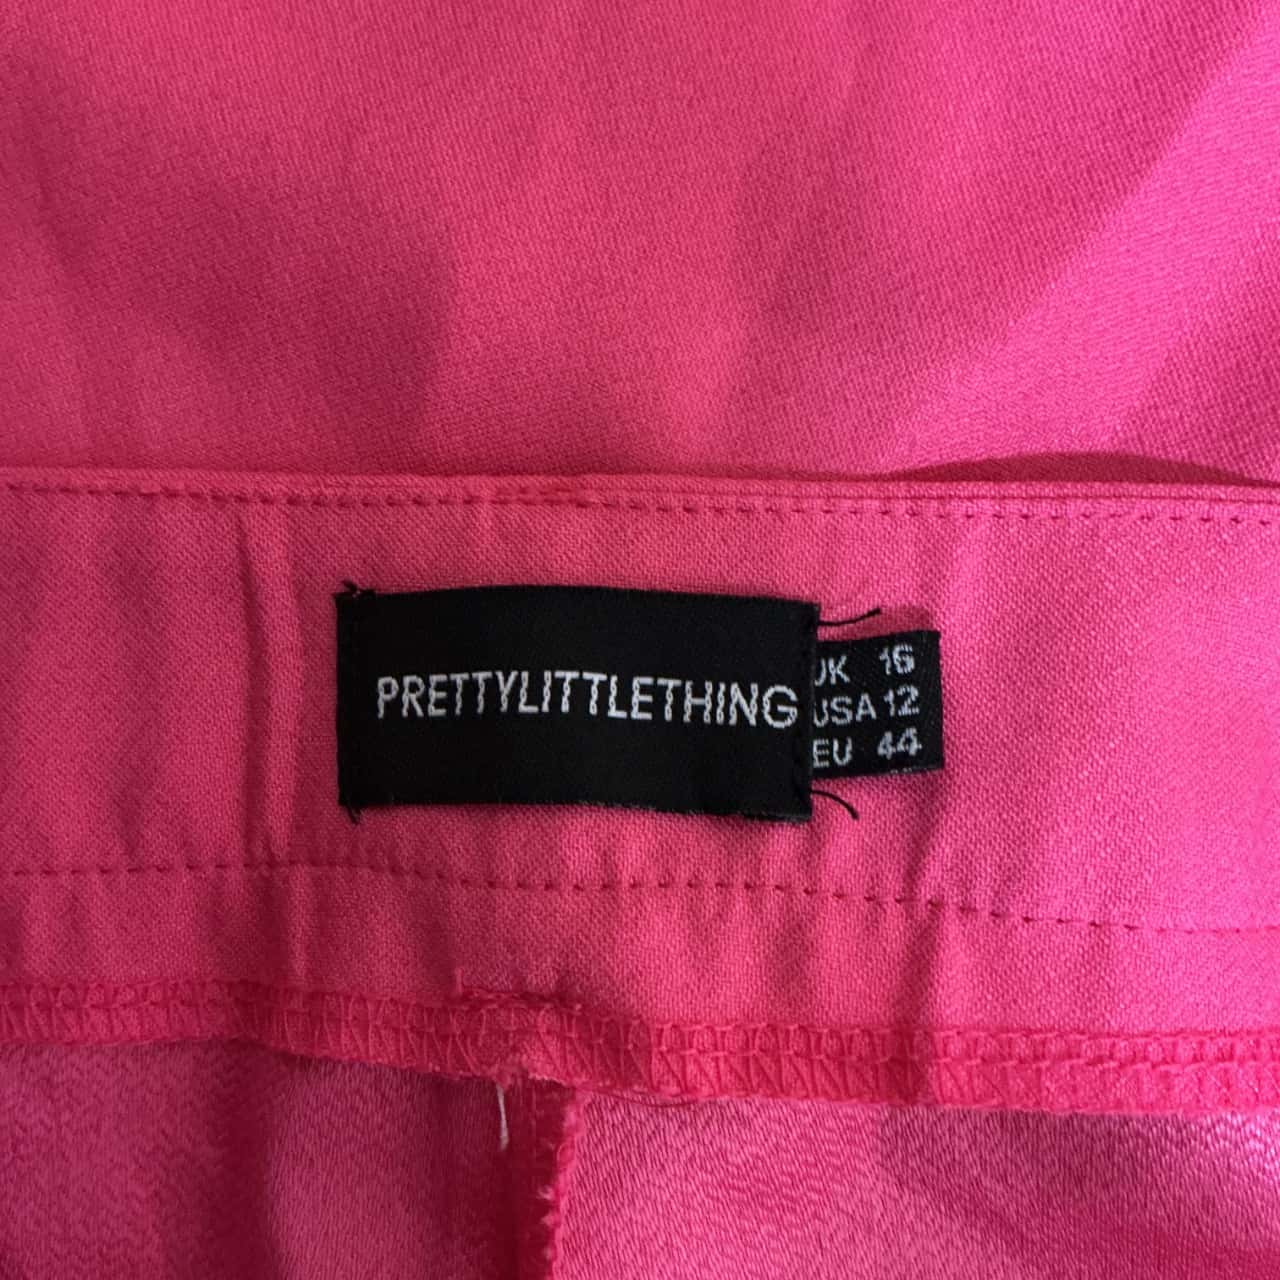 PRETTYLITTLETHING
UK 16
USA 12
EU 44